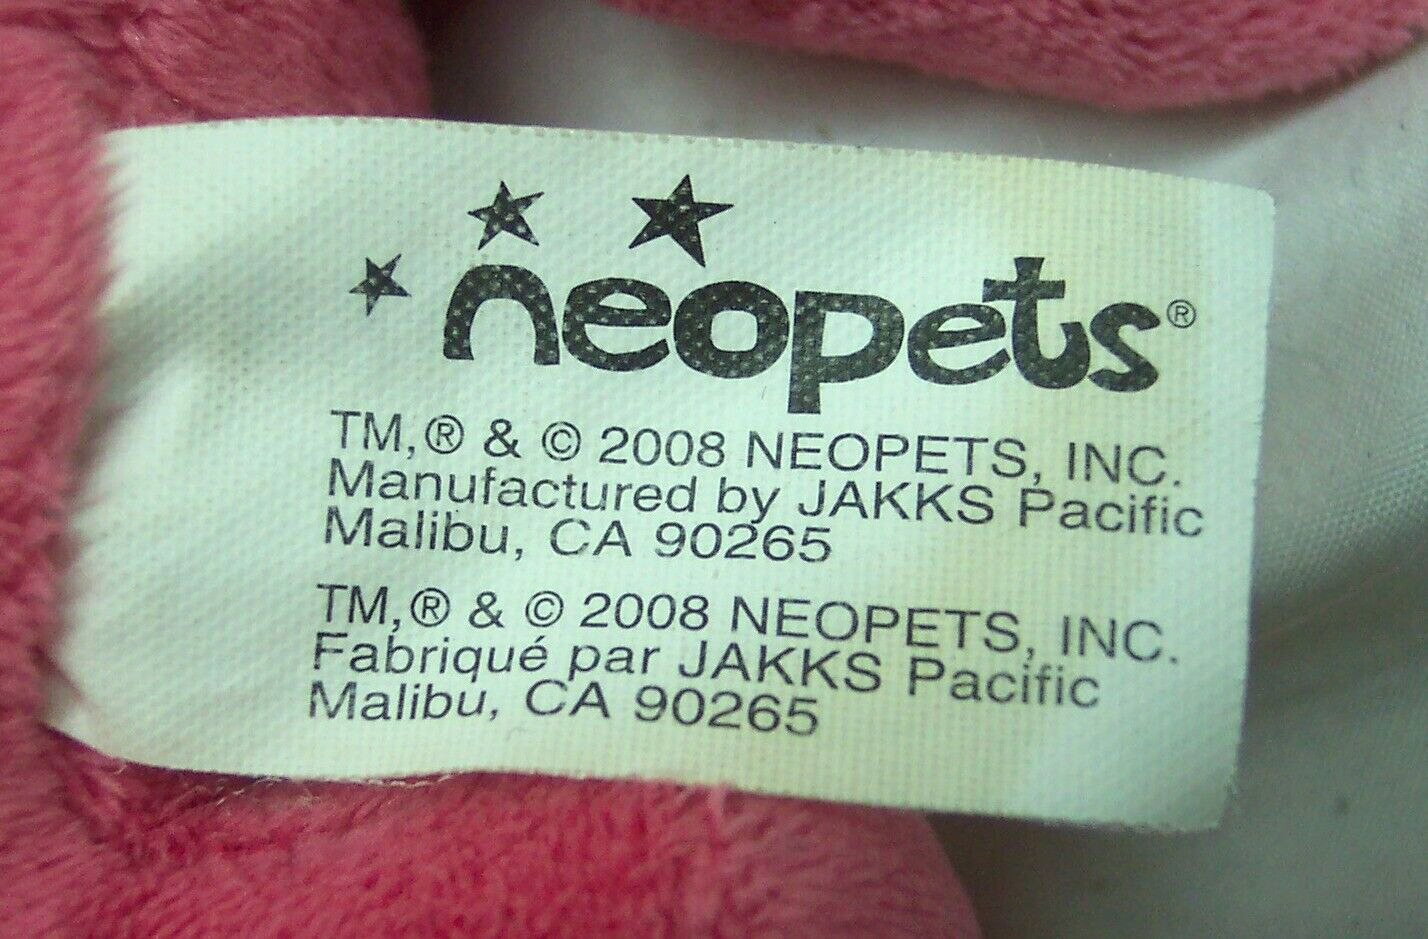 neopets®
TM,® & © 2008 NEOPETS, INC.
Manufactured by JAKKS Pacific
Malibu, CA 90265
TM,® & © 2008 NEOPETS, INC.
Fabriqué par JAKKS Pacific
Malibu, CA 90265